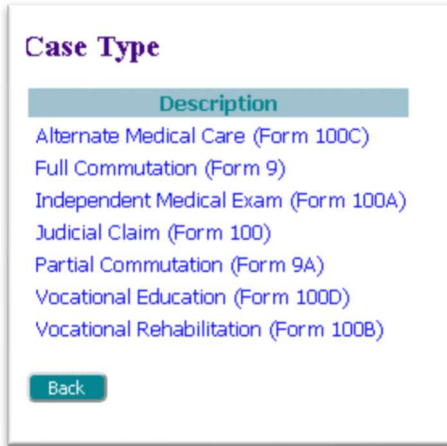 Case Type
Description
Alternate Medical Care (Form 100C)
Full Commutation (Form 9)
Independent Medical Exam (Form 100A)
Judicial Claim (Form 100)
Partial Commutation (Form 9A)
Vocational Education (Form 100D)
Vocational Rehabilitation (Form 100B)
Back